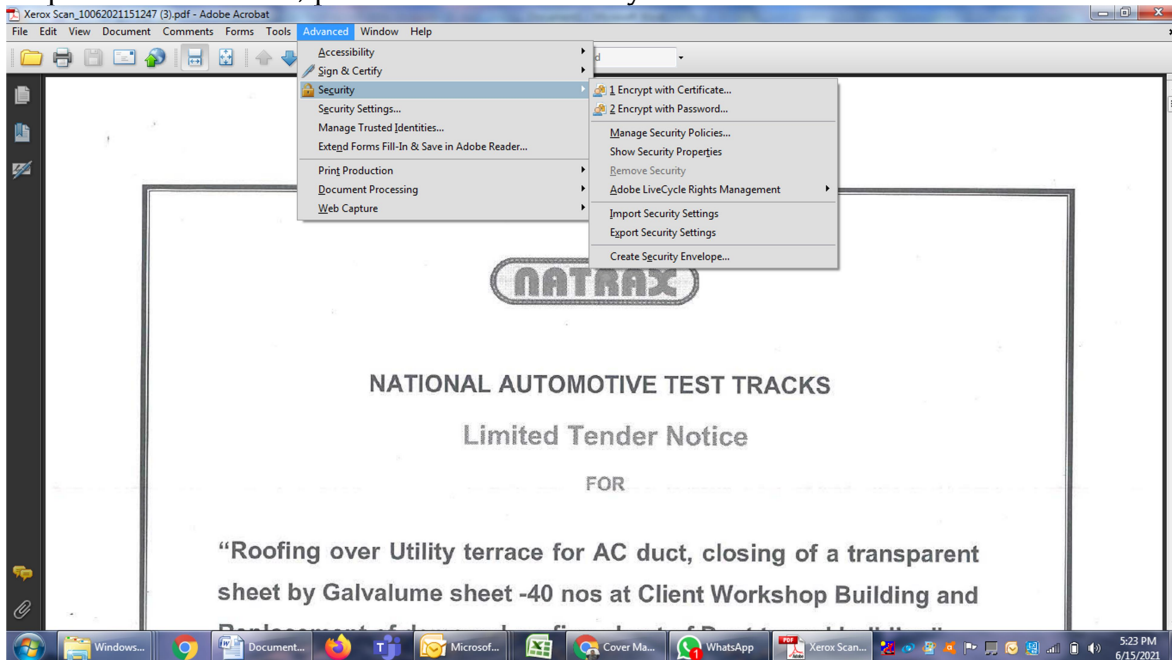 Xerox Scan_10062021151247 (3).pdf - Adobe Acrobat
File Edit View Document Comments Forms Tools Advanced Window Help
Accessibility
Sign & Certify
Security
Security Settings...
Manage Trusted Identities...
Extend Forms Fill-In & Save in Adobe Reader...
Print Production
Document Processing
Web Capture
1 Encrypt with Certificate...
2 Encrypt with Password...
Manage Security Policies...
Show Security Properties
Remove Security
Adobe LiveCycle Rights Management
Import Security Settings
Export Security Settings
Create Security Envelope...
NATRAX
NATIONAL AUTOMOTIVE TEST TRACKS
Limited Tender Notice
FOR
“Roofing over Utility terrace for AC duct, closing of a transparent
sheet by Galvalume sheet -40 nos at Client Workshop Building and
Windows... Document... Microsof... Cover Ma... WhatsApp Xerox Scan... 5:23 PM
6/15/2021